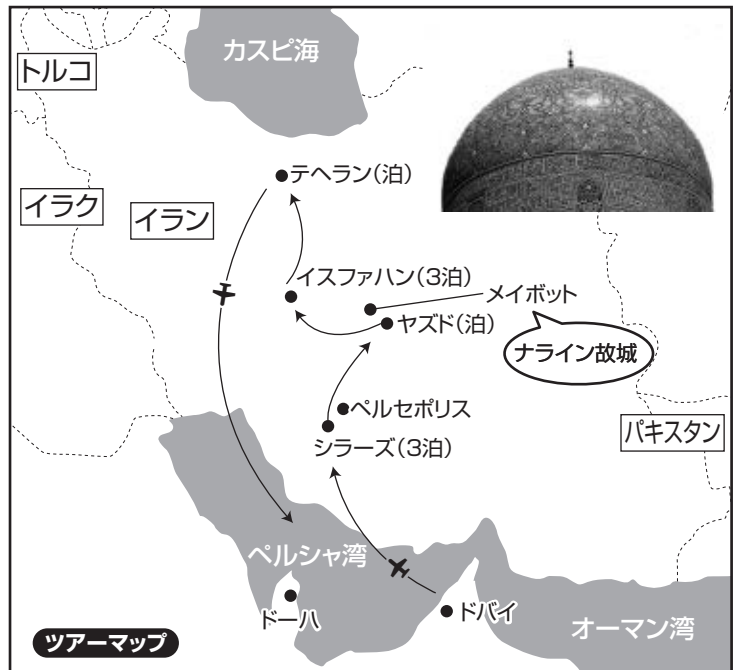 カスピ海
トルコ
テヘラン(泊)
イラク
イラン
イスファハン(3泊)
メイボット
ヤズド(泊)
ナライン故城
ペルセポリス
シラーズ(3泊)
パキスタン
ペルシャ湾
ドーハ
ドバイ
オーマン湾
ツアーマップ